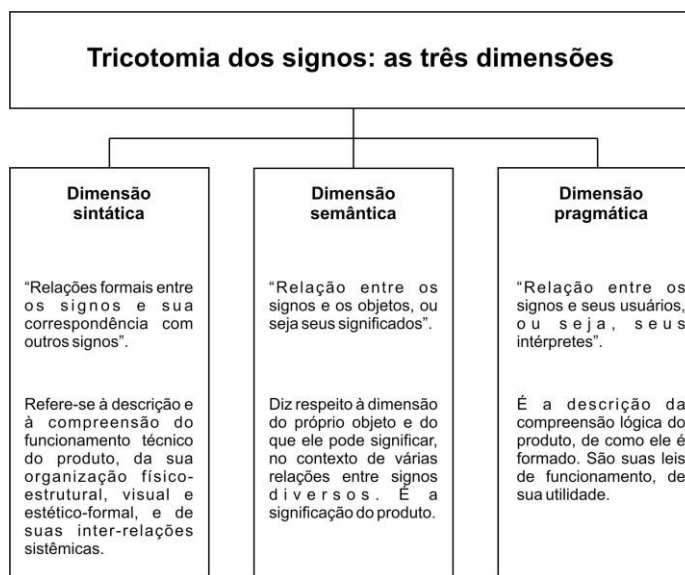 Tricotomia dos signos: as três dimensões
Dimensão
sintática
“Relações formais entre
os signos e sua
correspondência com
outros signos”.
Refere-se à descrição e
à compreensão do
funcionamento técnico
do produto, da sua
organização físico-
estrutural, visual e
estético-formal, e de
suas inter-relações
sistêmicas.
Dimensão
semântica
“Relação entre os
signos e os objetos, ou
seja seus significados”.
Diz respeito à dimensão
do próprio objeto e do
que ele pode significar,
no contexto de várias
relações entre signos
diversos. É a
significação do produto.
Dimensão
pragmática
“Relação entre os
signos e seus usuários,
ou seja, seus
intérpretes”.
É a descrição da
compreensão lógica do
produto, de como ele é
formado. São suas leis
de funcionamento, de
sua utilidade.